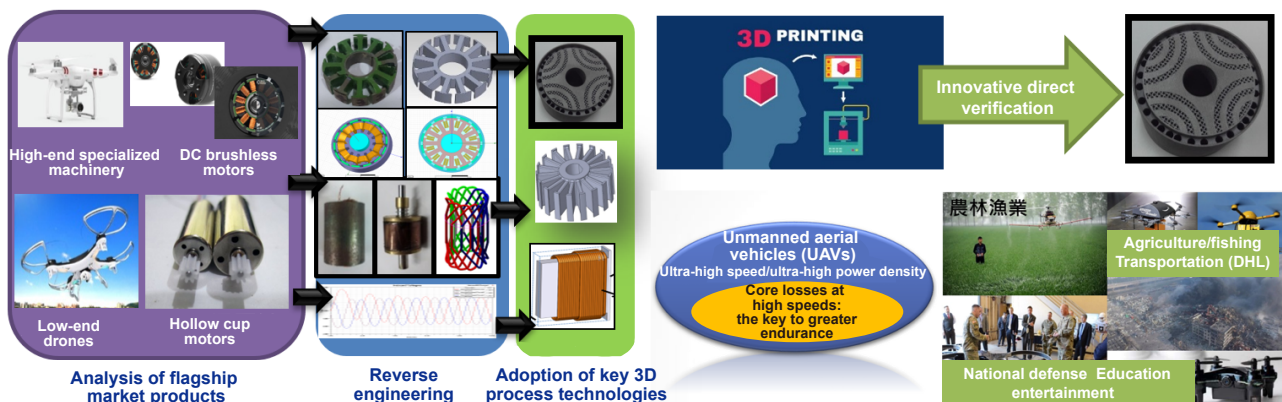 High-end specialized
machinery
DC brushless
motors
Low-end
drones
Hollow cup
motors
Analysis of flagship
market products
Reverse
engineering
Adoption of key 3D
process technologies
3D PRINTING
Innovative direct
verification
Unmanned aerial
vehicles (UAVs)
Ultra-high speed/ultra-high power density
Core losses at
high speeds:
the key to greater
endurance
農林漁業
Agriculture/fishing
Transportation (DHL)
National defense Education
entertainment